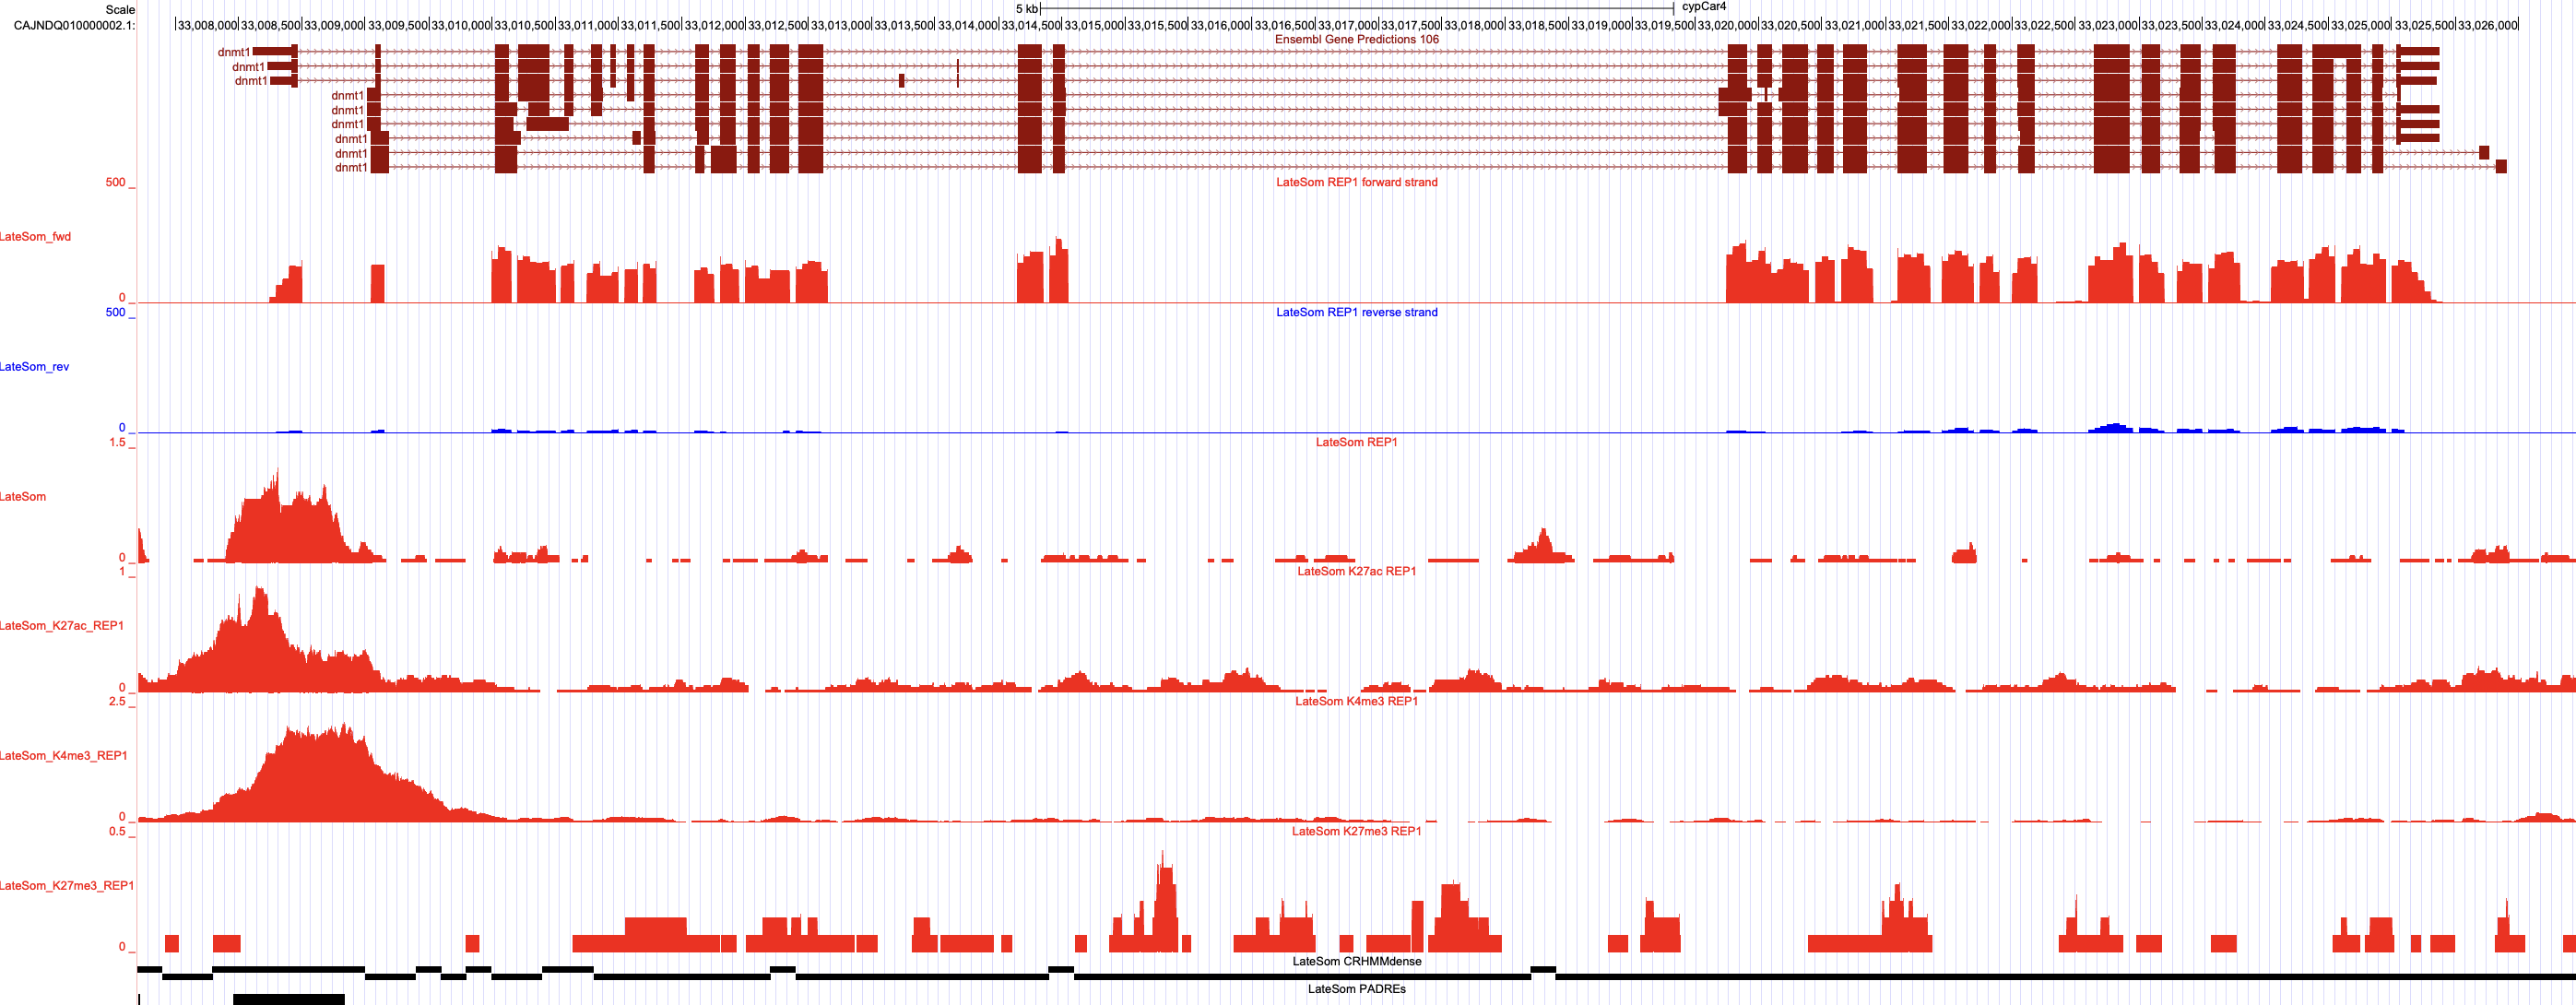 Scale 5 kb cypCar4
CAJNDQ010000002.1: 33,008,000 33,008,500 33,009,000 33,009,500 33,010,000 33,010,500 33,011,000 33,011,500 33,012,000 33,012,500 33,013,000 33,013,500 33,014,000 33,014,500 33,015,000 33,015,500 33,016,000 33,016,500 33,017,000 33,017,500 33,018,000 33,018,500 33,019,000 33,019,500 33,020,000 33,020,500 33,021,000 33,021,500 33,022,000 33,022,500 33,023,000 33,023,500 33,024,000 33,024,500 33,025,000 33,025,500 33,026,000
Ensembl Gene Predictions 106
dnmt1
dnmt1
dnmt1
dnmt1
dnmt1
dnmt1
dnmt1
dnmt1
dnmt1
500 LateSom REP1 forward strand
LateSom_fwd
0
500 LateSom REP1 reverse strand
LateSom_rev
0
1.5 LateSom REP1
LateSom
0
1 LateSom K27ac REP1
LateSom_K27ac_REP1
0
2.5 LateSom K4me3 REP1
LateSom_K4me3_REP1
0
0.5 LateSom K27me3 REP1
LateSom_K27me3_REP1
0
LateSom CRHMMdense
LateSom PADREs